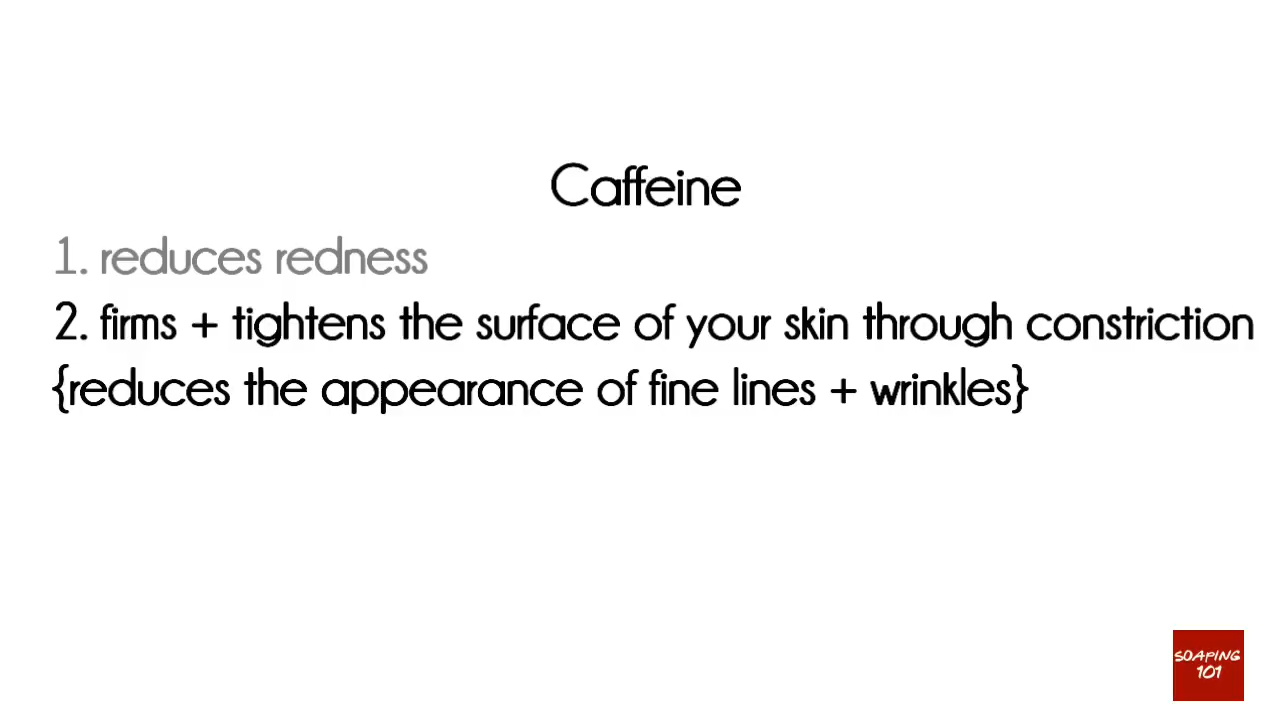 Caffeine
1. reduces redness
2. firms + tightens the surface of your skin through constriction
{reduces the appearance of fine lines + wrinkles}
SOAPING
101